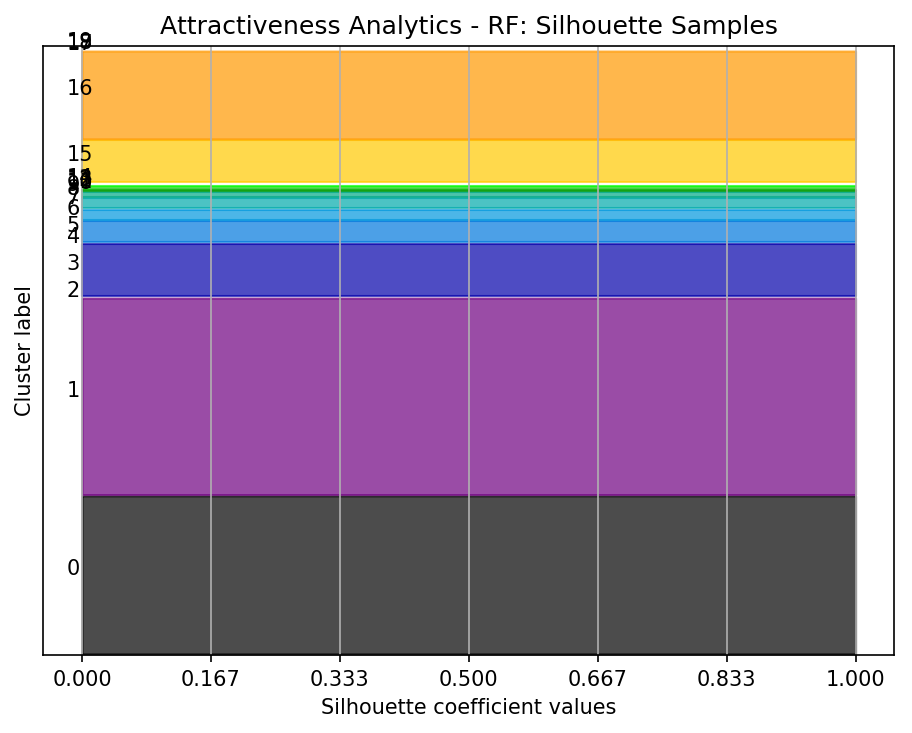 Attractiveness Analytics - RF: Silhouette Samples
16
15
7
6
5
4
3
2
1
0
Cluster label
0.000 0.167 0.333 0.500 0.667 0.833 1.000
Silhouette coefficient values